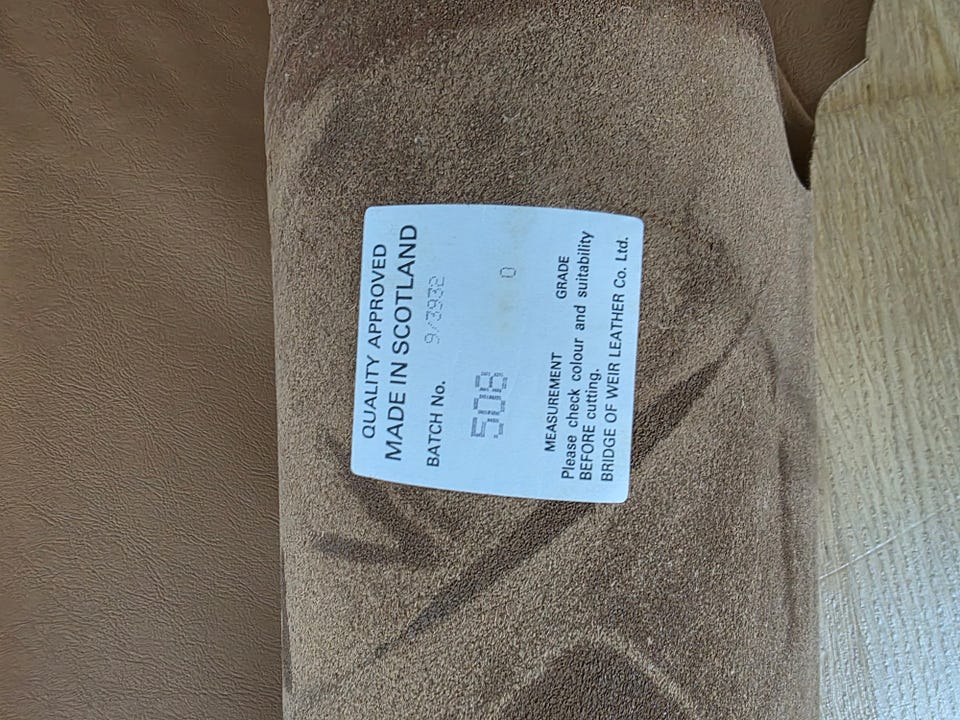 QUALITY APPROVED
MADE IN SCOTLAND
BATCH No. 9/3932
508 0
MEASUREMENT GRADE
Please check colour and suitability
BEFORE cutting.
BRIDGE OF WEIR LEATHER Co. Ltd.